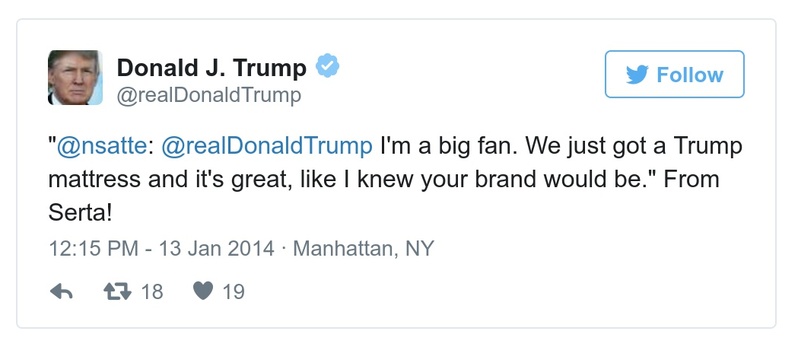 Donald J. Trump
@realDonaldTrump
Follow
"@nsatte: @realDonaldTrump I'm a big fan. We just got a Trump
mattress and it's great, like I knew your brand would be." From
Serta!
12:15 PM - 13 Jan 2014 · Manhattan, NY
18 19